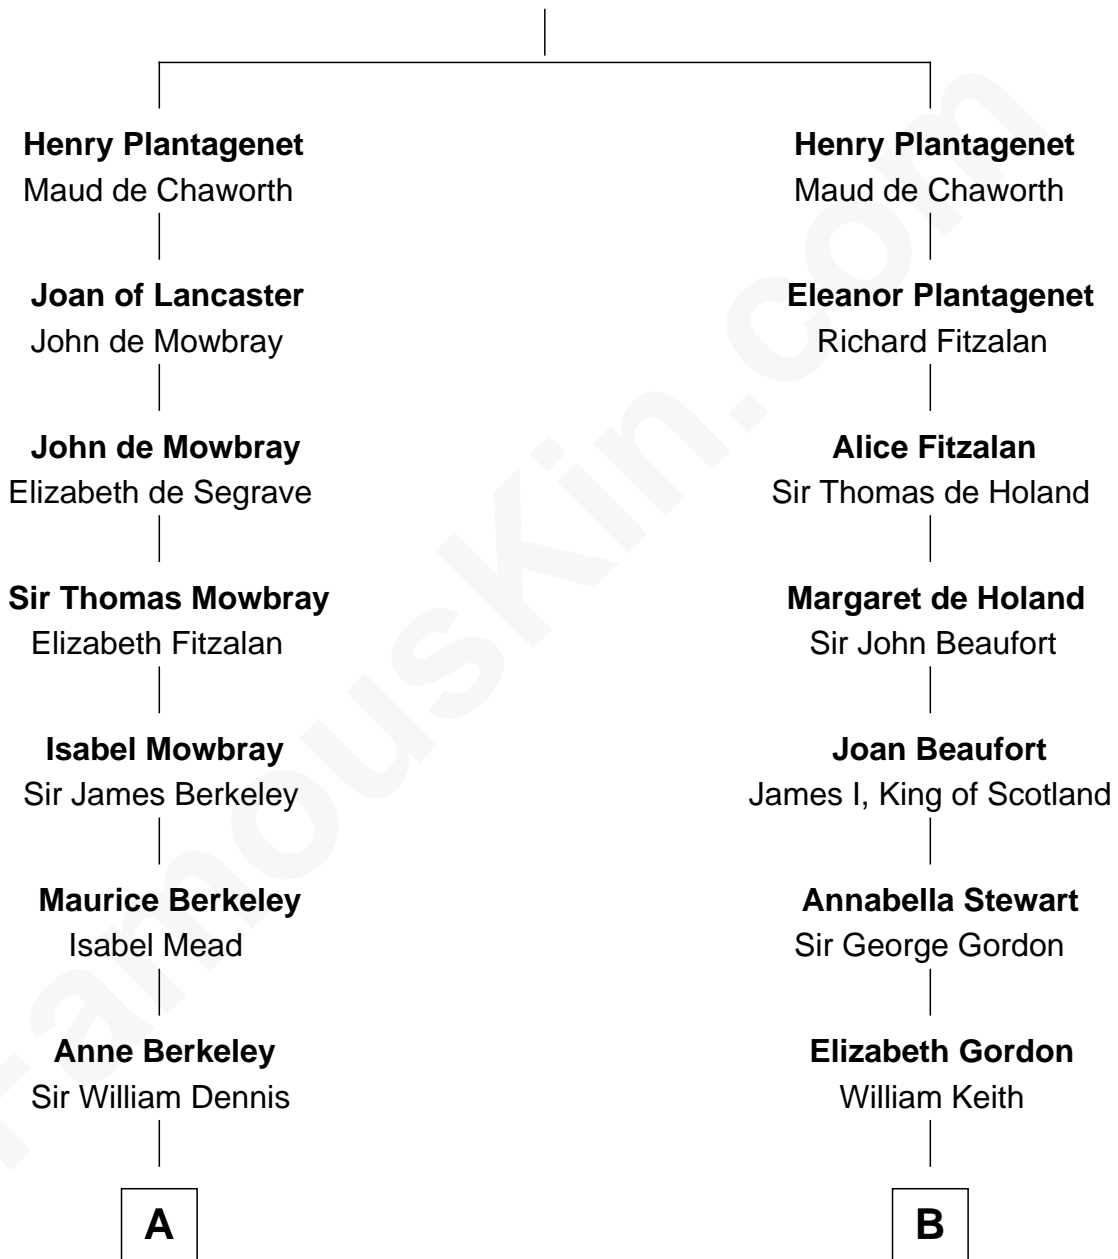 Henry Plantagenet
Maud de Chaworth
Joan of Lancaster
John de Mowbray
John de Mowbray
Elizabeth de Segrave
Sir Thomas Mowbray
Elizabeth Fitzalan
Isabel Mowbray
Sir James Berkeley
Maurice Berkeley
Isabel Mead
Anne Berkeley
Sir William Dennis
A
Henry Plantagenet
Maud de Chaworth
Eleanor Plantagenet
Richard Fitzalan
Alice Fitzalan
Sir Thomas de Holand
Margaret de Holand
Sir John Beaufort
Joan Beaufort
James I, King of Scotland
Annabella Stewart
Sir George Gordon
Elizabeth Gordon
William Keith
B
FamousKin.com